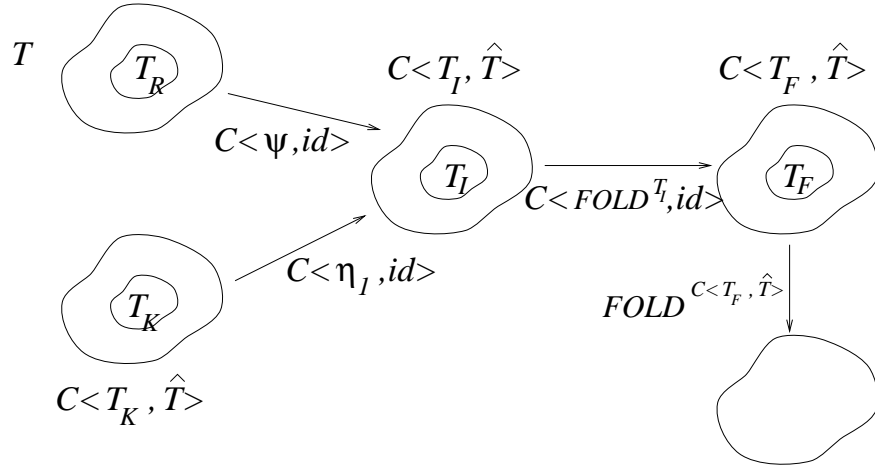 T
T_R
C<ψ,id>
C<T_I, T̂>
T_I
C<FOLD^{T_I},id>
C<T_F , T̂>
T_F
C<η_1,id>
T_K
C<T_K , T̂>
FOLD^{C<T_F , T̂>}